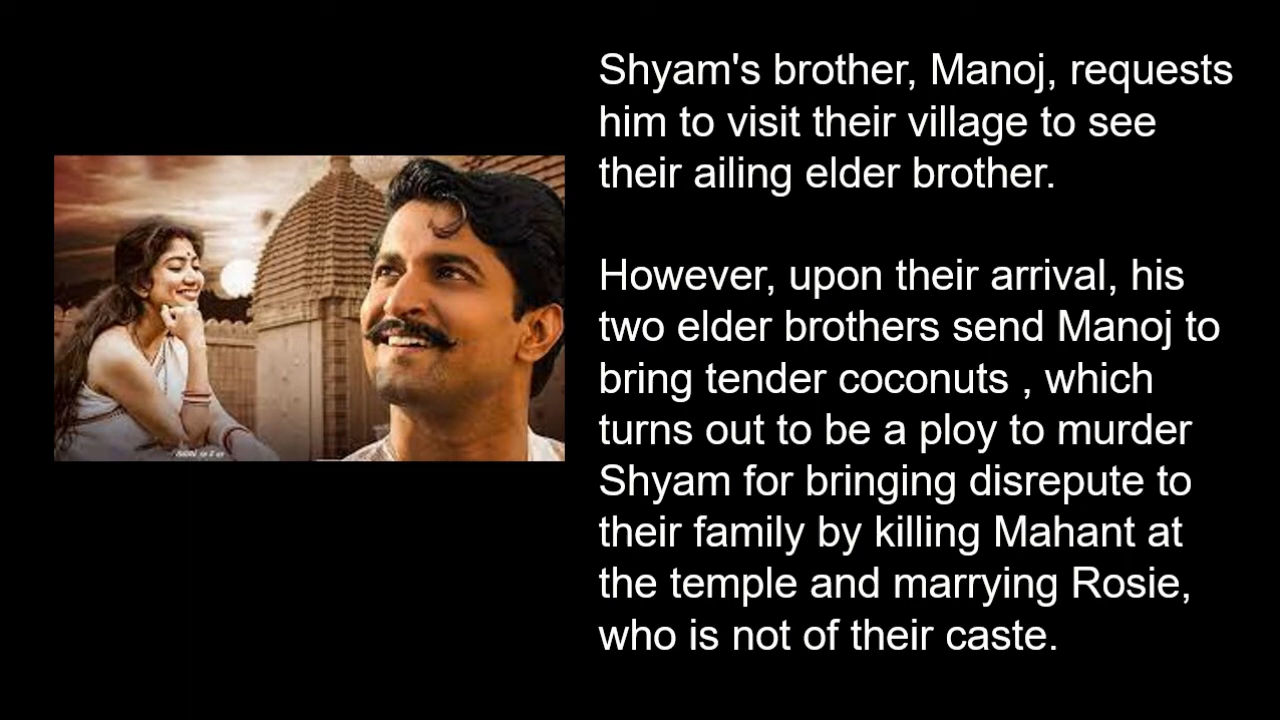 Shyam's brother, Manoj, requests
him to visit their village to see
their ailing elder brother.
However, upon their arrival, his
two elder brothers send Manoj to
bring tender coconuts , which
turns out to be a ploy to murder
Shyam for bringing disrepute to
their family by killing Mahant at
the temple and marrying Rosie,
who is not of their caste.